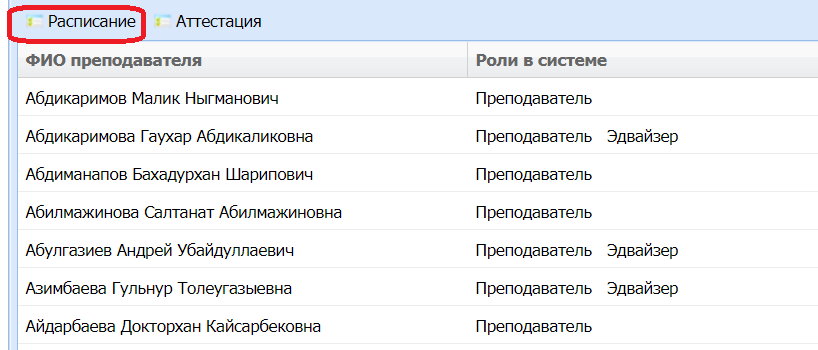 Расписание Аттестация
ФИО преподавателя Роли в системе
Абдикаримов Малик Ныгманович Преподаватель
Абдикаримова Гаухар Абдикаликовна Преподаватель Эдвайзер
Абдиманапов Бахадурхан Шарипович Преподаватель
Абилмажинова Салтанат Абилмажиновна Преподаватель
Абулгазиев Андрей Убайдуллаевич Преподаватель Эдвайзер
Азимбаева Гульнур Толеугазыевна Преподаватель Эдвайзер
Айдарбаева Докторхан Кайсарбековна Преподаватель